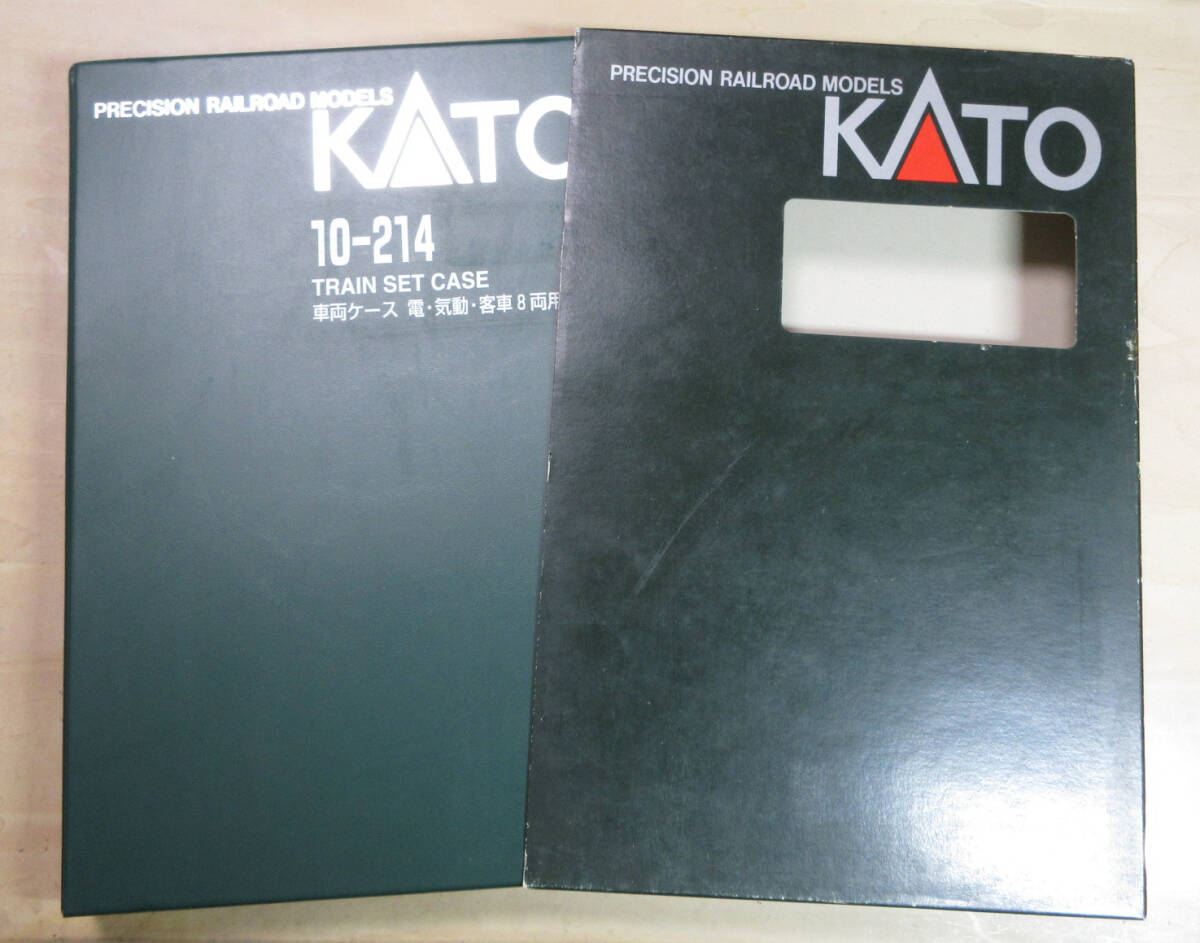 PRECISION RAILROAD MODELS
KATO
10-214
TRAIN SET CASE
車両ケース 電・気動・客車8両用
PRECISION RAILROAD MODELS
KATO